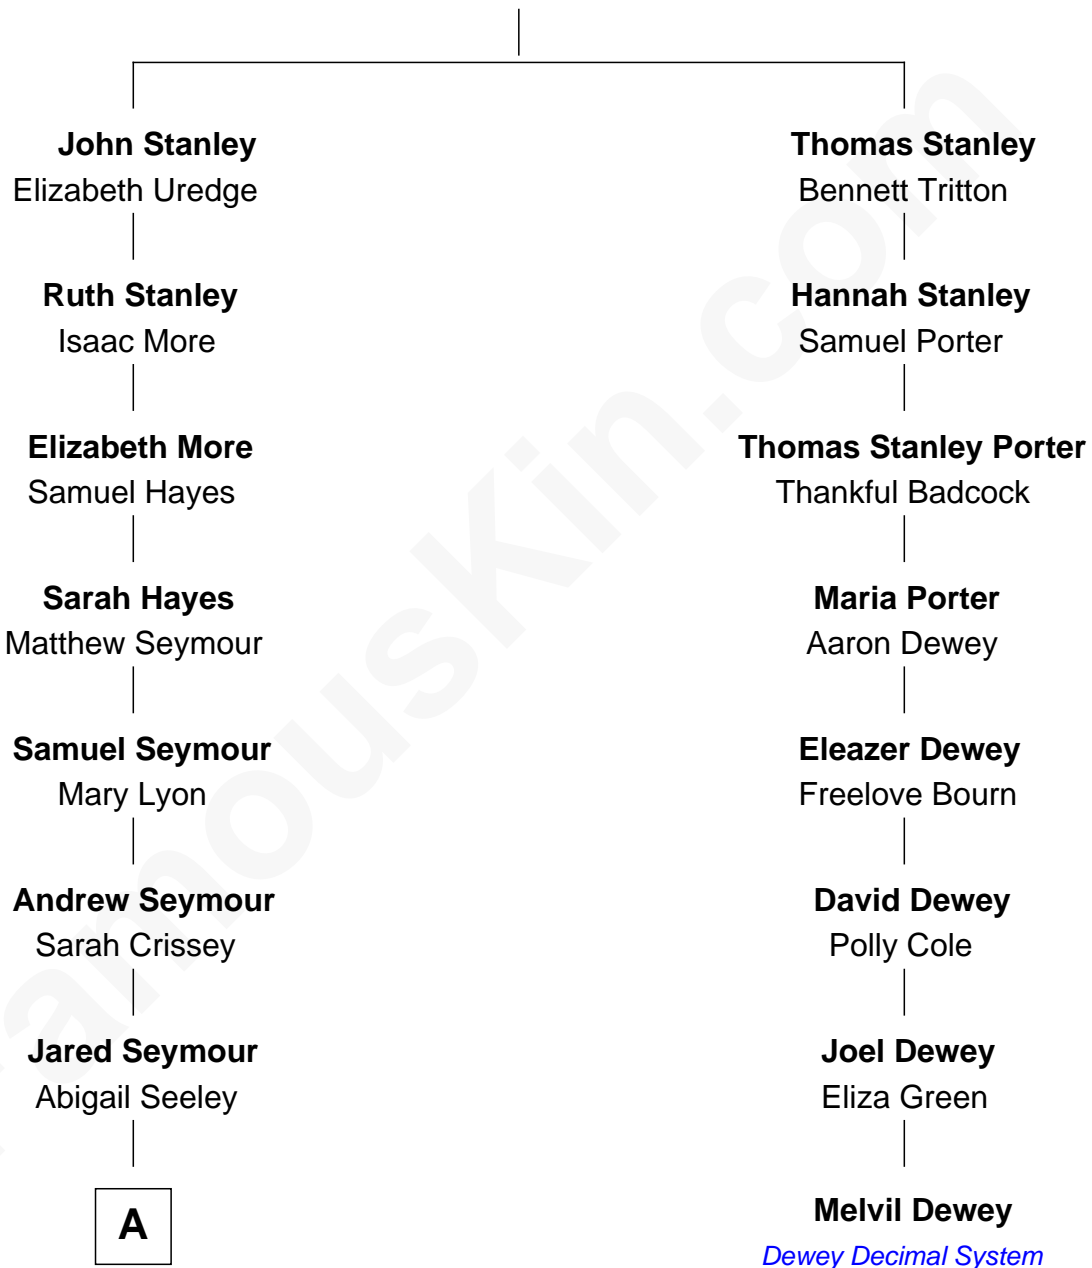 John Stanley
Elizabeth Uredge
Ruth Stanley
Isaac More
Elizabeth More
Samuel Hayes
Sarah Hayes
Matthew Seymour
Samuel Seymour
Mary Lyon
Andrew Seymour
Sarah Crissey
Jared Seymour
Abigail Seeley
A
Thomas Stanley
Bennett Tritton
Hannah Stanley
Samuel Porter
Thomas Stanley Porter
Thankful Badcock
Maria Porter
Aaron Dewey
Eleazer Dewey
Freelove Bourn
David Dewey
Polly Cole
Joel Dewey
Eliza Green
Melvil Dewey
Dewey Decimal System
FamousKin.com